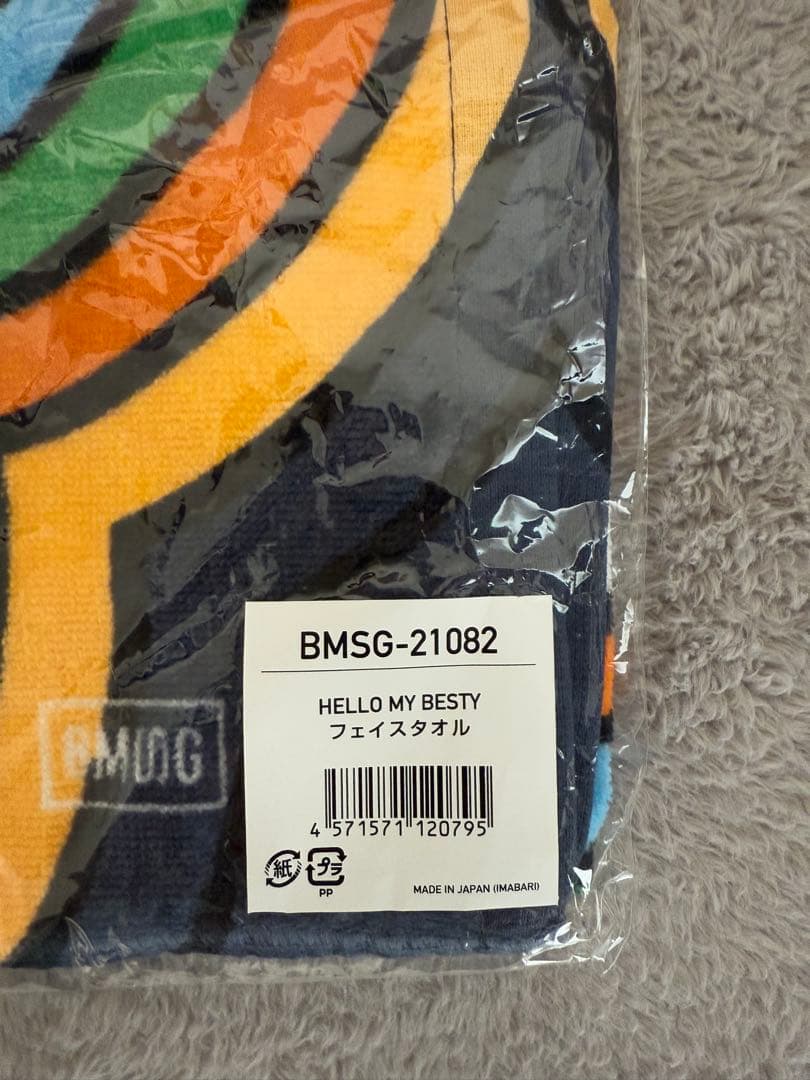 BMSG-21082
HELLO MY BESTY
フェイスタオル
BMSG
4 571571 120795
紙 プラ
PP
MADE IN JAPAN (IMABARI)